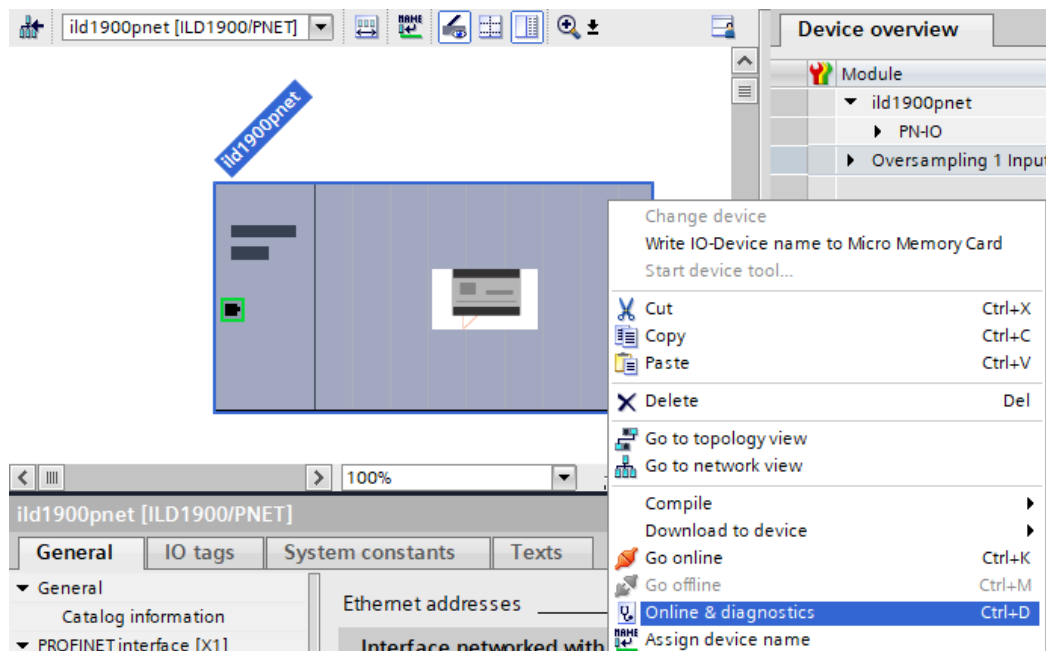 ild1900pnet [ILD1900/PNET]
NAME
Device overview
Module
ild1900pnet
PN-IO
Oversampling 1 Input
ild1900pnet
Change device
Write IO-Device name to Micro Memory Card
Start device tool...
Cut Ctrl+X
Copy Ctrl+C
Paste Ctrl+V
Delete Del
Go to topology view
Go to network view
Compile
Download to device
Go online Ctrl+K
Go offline Ctrl+M
Online & diagnostics Ctrl+D
NAME
Assign device name
100%
ild1900pnet [ILD1900/PNET]
General IO tags System constants Texts
General
Catalog information
PROFINET interface [X1]
Ethernet addresses
Interface networked with